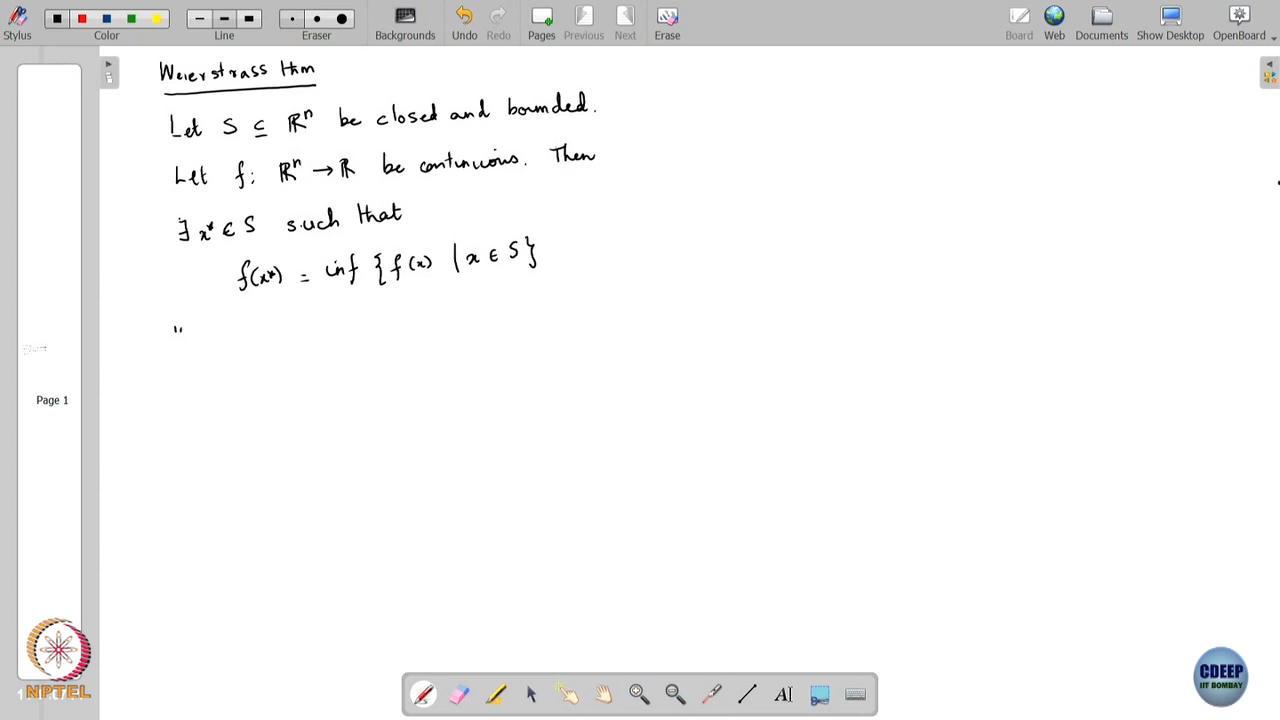 Stylus
Color
Line
Eraser
Backgrounds
Undo
Redo
Pages
Previous
Next
Erase
Board
Web
Documents
Show Desktop
OpenBoard
Weierstrass thm
Let S ⊆ ℝⁿ be closed and bounded.
Let f: ℝⁿ → ℝ be continuous. Then
∃ x* ∈ S such that
f(x*) = inf {f(x) | x ∈ S}
"
Page 1
NPTEL
CDEEP
IIT BOMBAY